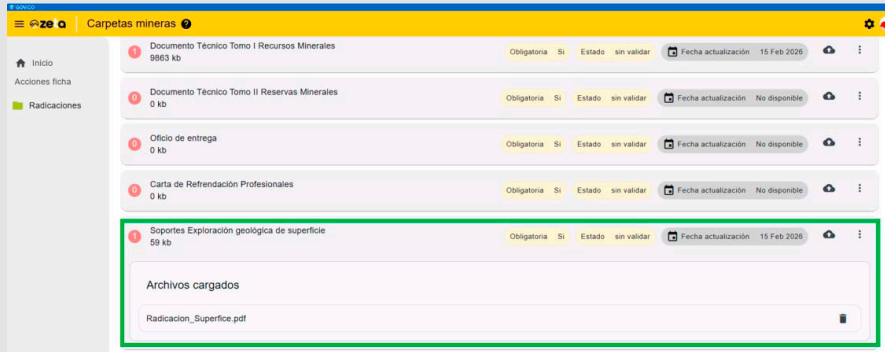 GOV.CO
Carpetas mineras
Inicio
Acciones ficha
Radicaciones
1 Documento Técnico Tomo I Recursos Minerales
9863 kb
Obligatoria Si Estado sin validar Fecha actualización 15 Feb 2026
0 Documento Técnico Tomo II Reservas Minerales
0 kb
Obligatoria Si Estado sin validar Fecha actualización No disponible
0 Oficio de entrega
0 kb
Obligatoria Si Estado sin validar Fecha actualización No disponible
0 Carta de Refrendación Profesionales
0 kb
Obligatoria Si Estado sin validar Fecha actualización No disponible
1 Soportes Exploración geológica de superficie
59 kb
Obligatoria Si Estado sin validar Fecha actualización 15 Feb 2026
Archivos cargados
Radicacion_Superfice.pdf